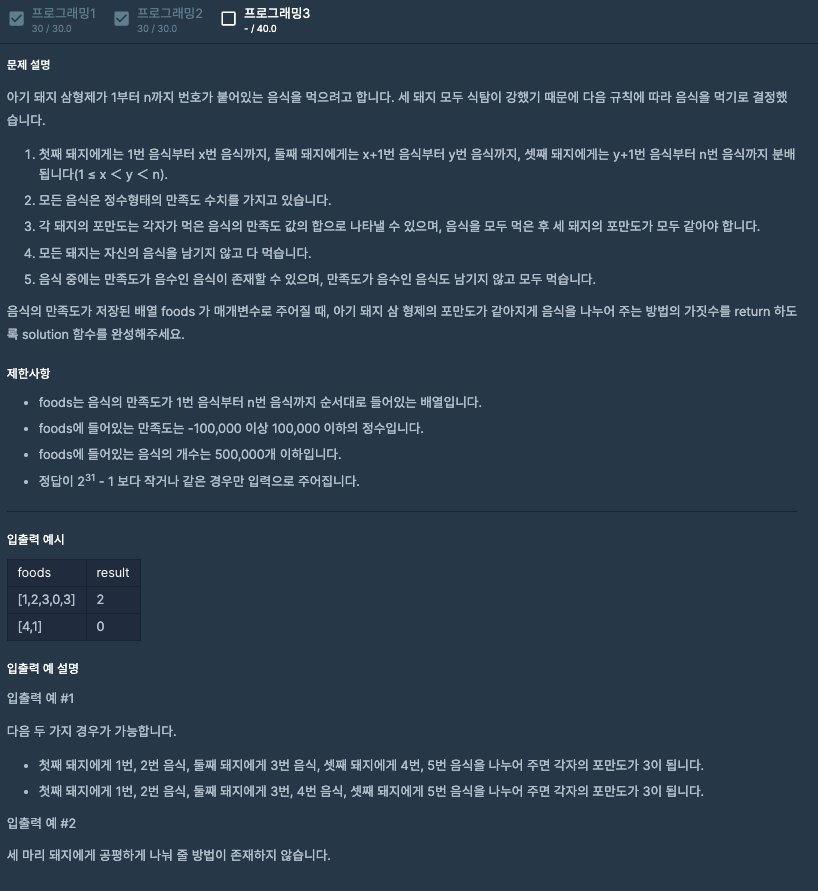 프로그래밍1
30 / 30.0
프로그래밍2
30 / 30.0
프로그래밍3
- / 40.0
문제 설명
아기 돼지 삼형제가 1부터 n까지 번호가 붙어있는 음식을 먹으려고 합니다. 세 돼지 모두 식탐이 강했기 때문에 다음 규칙에 따라 음식을 먹기로 결정했
습니다.
1. 첫째 돼지에게는 1번 음식부터 x번 음식까지, 둘째 돼지에게는 x+1번 음식부터 y번 음식까지, 셋째 돼지에게는 y+1번 음식부터 n번 음식까지 분배
됩니다(1 ≤ x < y < n).
2. 모든 음식은 정수형태의 만족도 수치를 가지고 있습니다.
3. 각 돼지의 포만도는 각자가 먹은 음식의 만족도 값의 합으로 나타낼 수 있으며, 음식을 모두 먹은 후 세 돼지의 포만도가 모두 같아야 합니다.
4. 모든 돼지는 자신의 음식을 남기지 않고 다 먹습니다.
5. 음식 중에는 만족도가 음수인 음식이 존재할 수 있으며, 만족도가 음수인 음식도 남기지 않고 모두 먹습니다.
음식의 만족도가 저장된 배열 foods 가 매개변수로 주어질 때, 아기 돼지 삼 형제의 포만도가 같아지게 음식을 나누어 주는 방법의 가짓수를 return 하도
록 solution 함수를 완성해주세요.
제한사항
• foods는 음식의 만족도가 1번 음식부터 n번 음식까지 순서대로 들어있는 배열입니다.
• foods에 들어있는 만족도는 -100,000 이상 100,000 이하의 정수입니다.
• foods에 들어있는 음식의 개수는 500,000개 이하입니다.
• 정답이 2³¹ - 1 보다 작거나 같은 경우만 입력으로 주어집니다.
입출력 예시
foods result
[1,2,3,0,3] 2
[4,1] 0
입출력 예 설명
입출력 예 #1
다음 두 가지 경우가 가능합니다.
• 첫째 돼지에게 1번, 2번 음식, 둘째 돼지에게 3번 음식, 셋째 돼지에게 4번, 5번 음식을 나누어 주면 각자의 포만도가 3이 됩니다.
• 첫째 돼지에게 1번, 2번 음식, 둘째 돼지에게 3번, 4번 음식, 셋째 돼지에게 5번 음식을 나누어 주면 각자의 포만도가 3이 됩니다.
입출력 예 #2
세 마리 돼지에게 공평하게 나눠 줄 방법이 존재하지 않습니다.